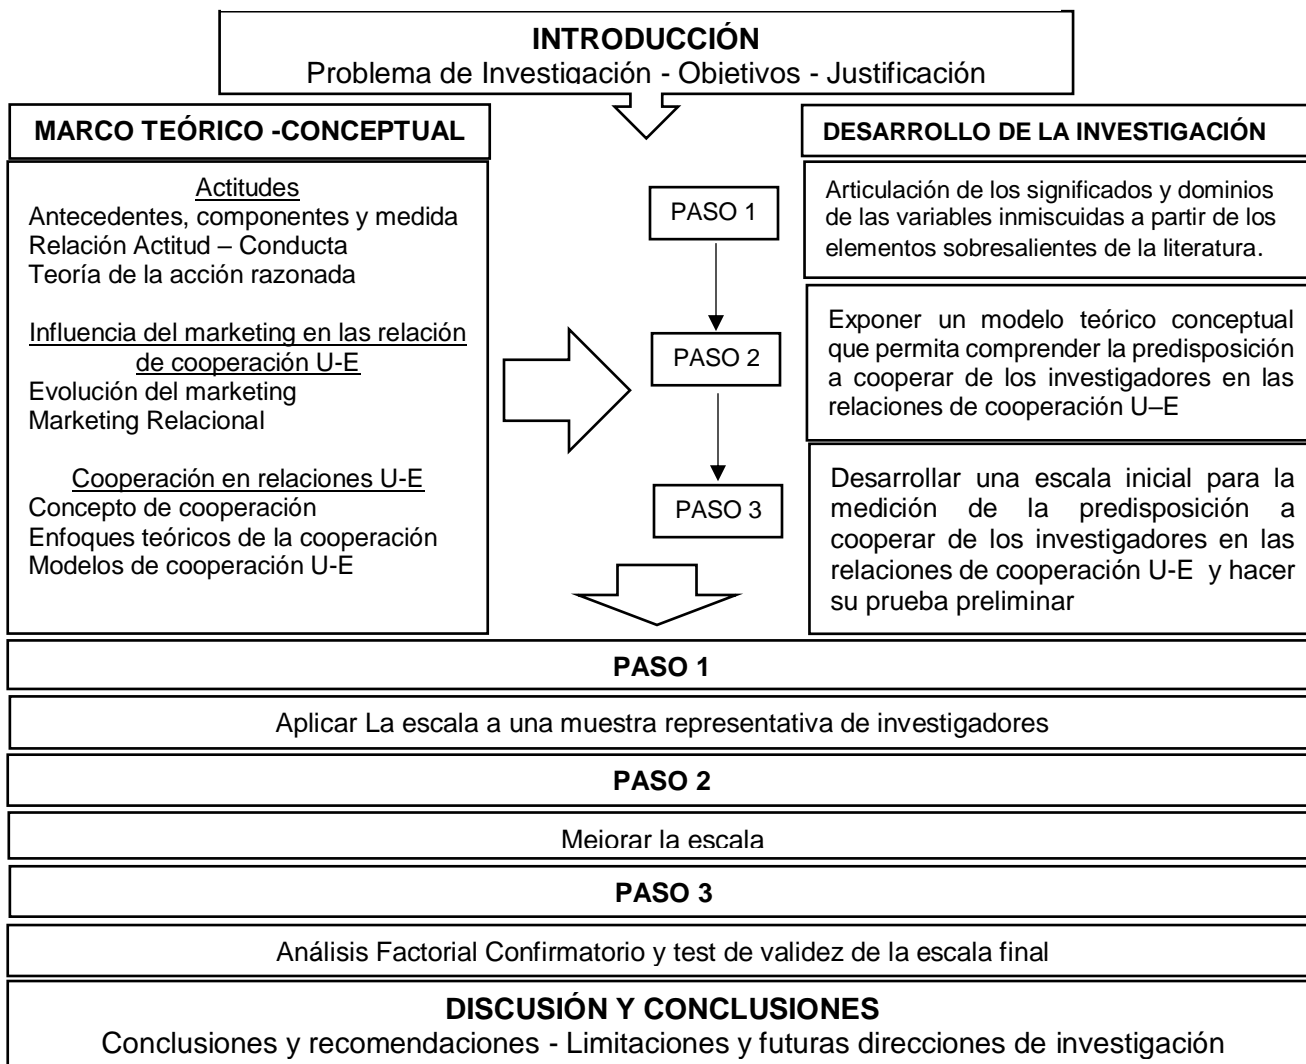 INTRODUCCIÓN
Problema de Investigación - Objetivos - Justificación
MARCO TEÓRICO -CONCEPTUAL
Actitudes
Antecedentes, componentes y medida
Relación Actitud – Conducta
Teoría de la acción razonada
Influencia del marketing en las relación
de cooperación U-E
Evolución del marketing
Marketing Relacional
Cooperación en relaciones U-E
Concepto de cooperación
Enfoques teóricos de la cooperación
Modelos de cooperación U-E
PASO 1
PASO 2
PASO 3
DESARROLLO DE LA INVESTIGACIÓN
Articulación de los significados y dominios
de las variables inmiscuidas a partir de los
elementos sobresalientes de la literatura.
Exponer un modelo teórico conceptual
que permita comprender la predisposición
a cooperar de los investigadores en las
relaciones de cooperación U–E
Desarrollar una escala inicial para la
medición de la predisposición a
cooperar de los investigadores en las
relaciones de cooperación U-E y hacer
su prueba preliminar
PASO 1
Aplicar La escala a una muestra representativa de investigadores
PASO 2
Mejorar la escala
PASO 3
Análisis Factorial Confirmatorio y test de validez de la escala final
DISCUSIÓN Y CONCLUSIONES
Conclusiones y recomendaciones - Limitaciones y futuras direcciones de investigación